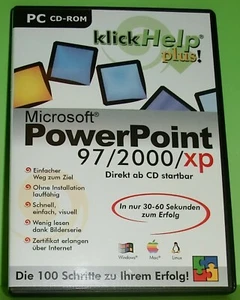 PC CD-ROM
klickHelp®
plus!
Microsoft®
PowerPoint
97/2000/xp
Direkt ab CD startbar
Einfacher
Weg zum Ziel
Ohne Installation
lauffähig
Schnell,
einfach, visuell
Wenig lesen
dank Bilderserie
Zertifikat erlangen
über Internet
In nur 30-60 Sekunden
zum Erfolg
Windows
Mac
Linux
Die 100 Schritte zu Ihrem Erfolg!